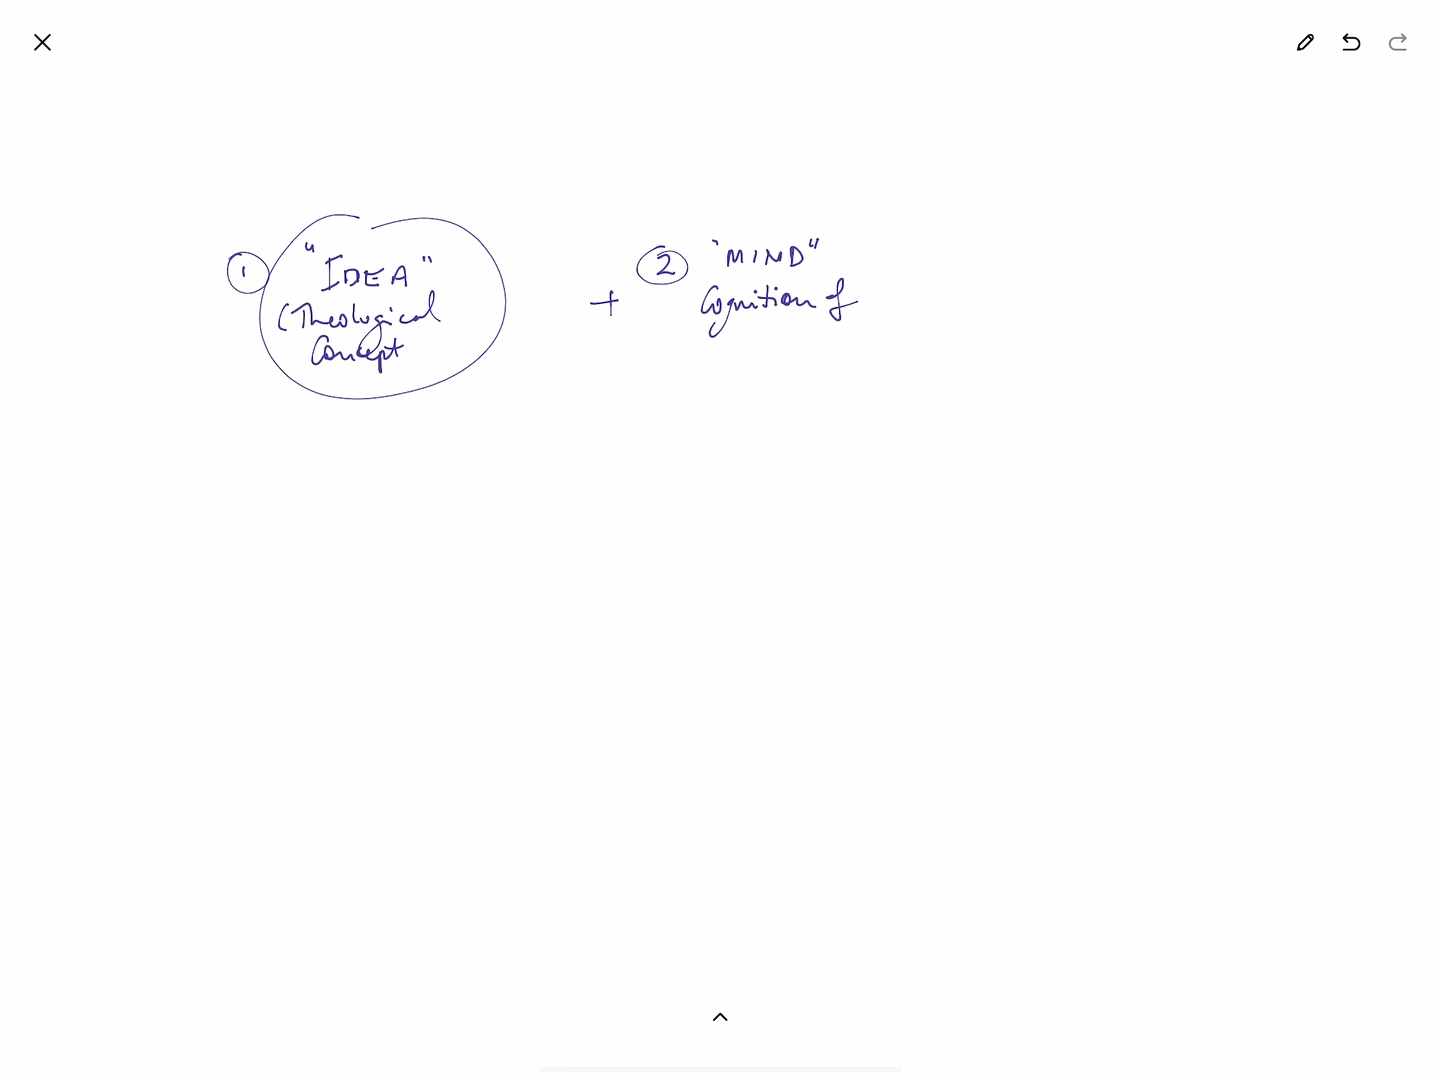 ① "IDEA"
(Theological
Concept
+
② "MIND"
Cognition of